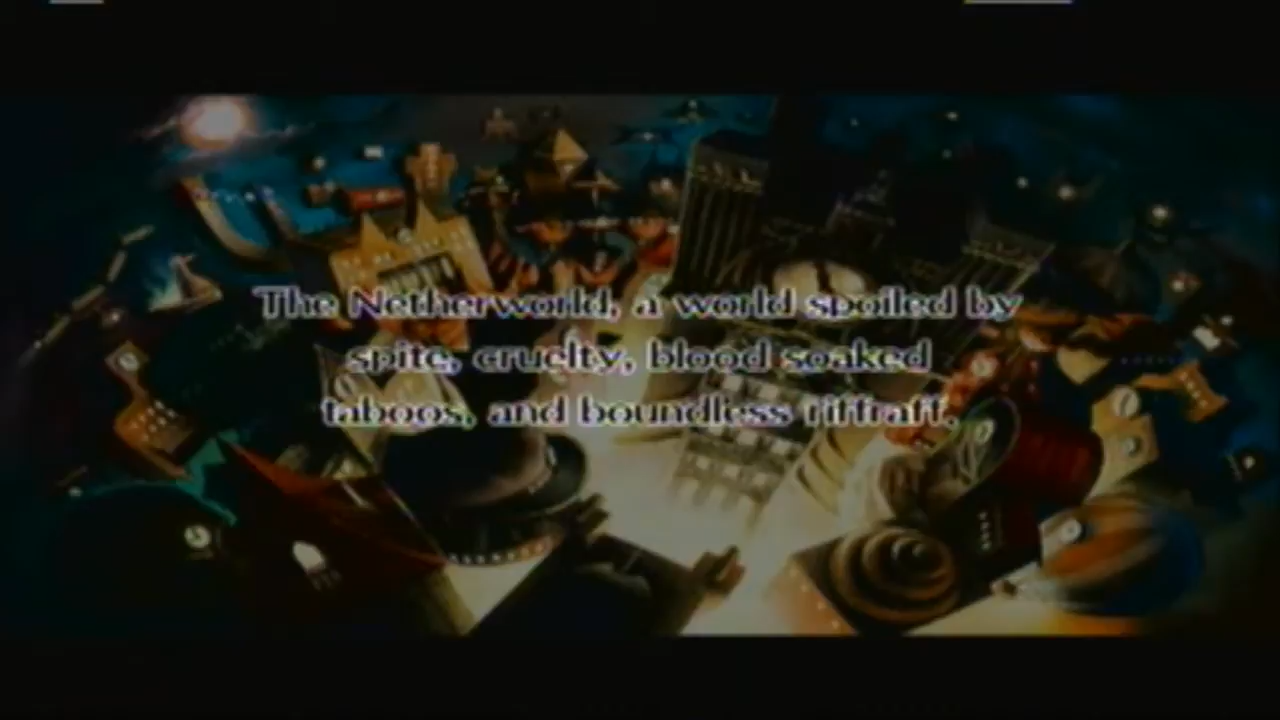 The Netherworld, a world spoiled by
spite, cruelty, blood soaked
taboos, and boundless riffraff.